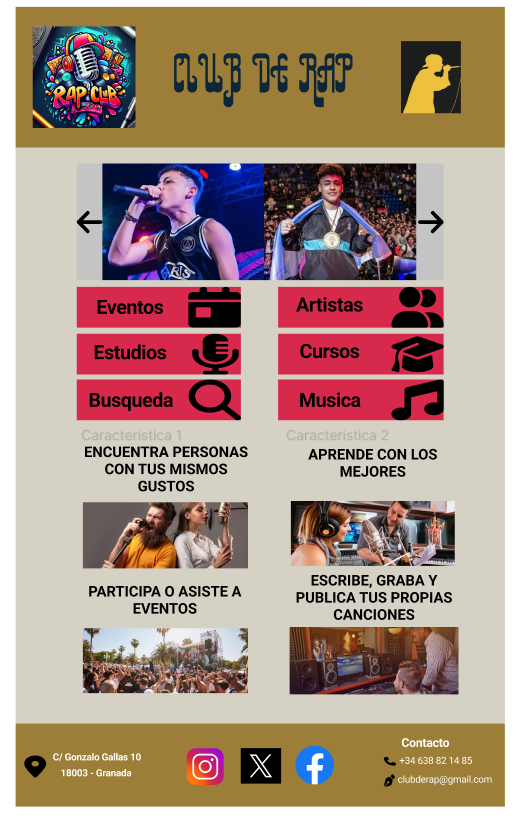 RAP CLUB
CLUB DE RAP
Eventos
Artistas
Estudios
Cursos
Busqueda
Musica
Caracteristica 1
ENCUENTRA PERSONAS
CON TUS MISMOS
GUSTOS
Caracteristica 2
APRENDE CON LOS
MEJORES
PARTICIPA O ASISTE A
EVENTOS
ESCRIBE, GRABA Y
PUBLICA TUS PROPIAS
CANCIONES
C/ Gonzalo Gallas 10
18003 - Granada
Contacto
+34 638 82 14 85
clubderap@gmail.com